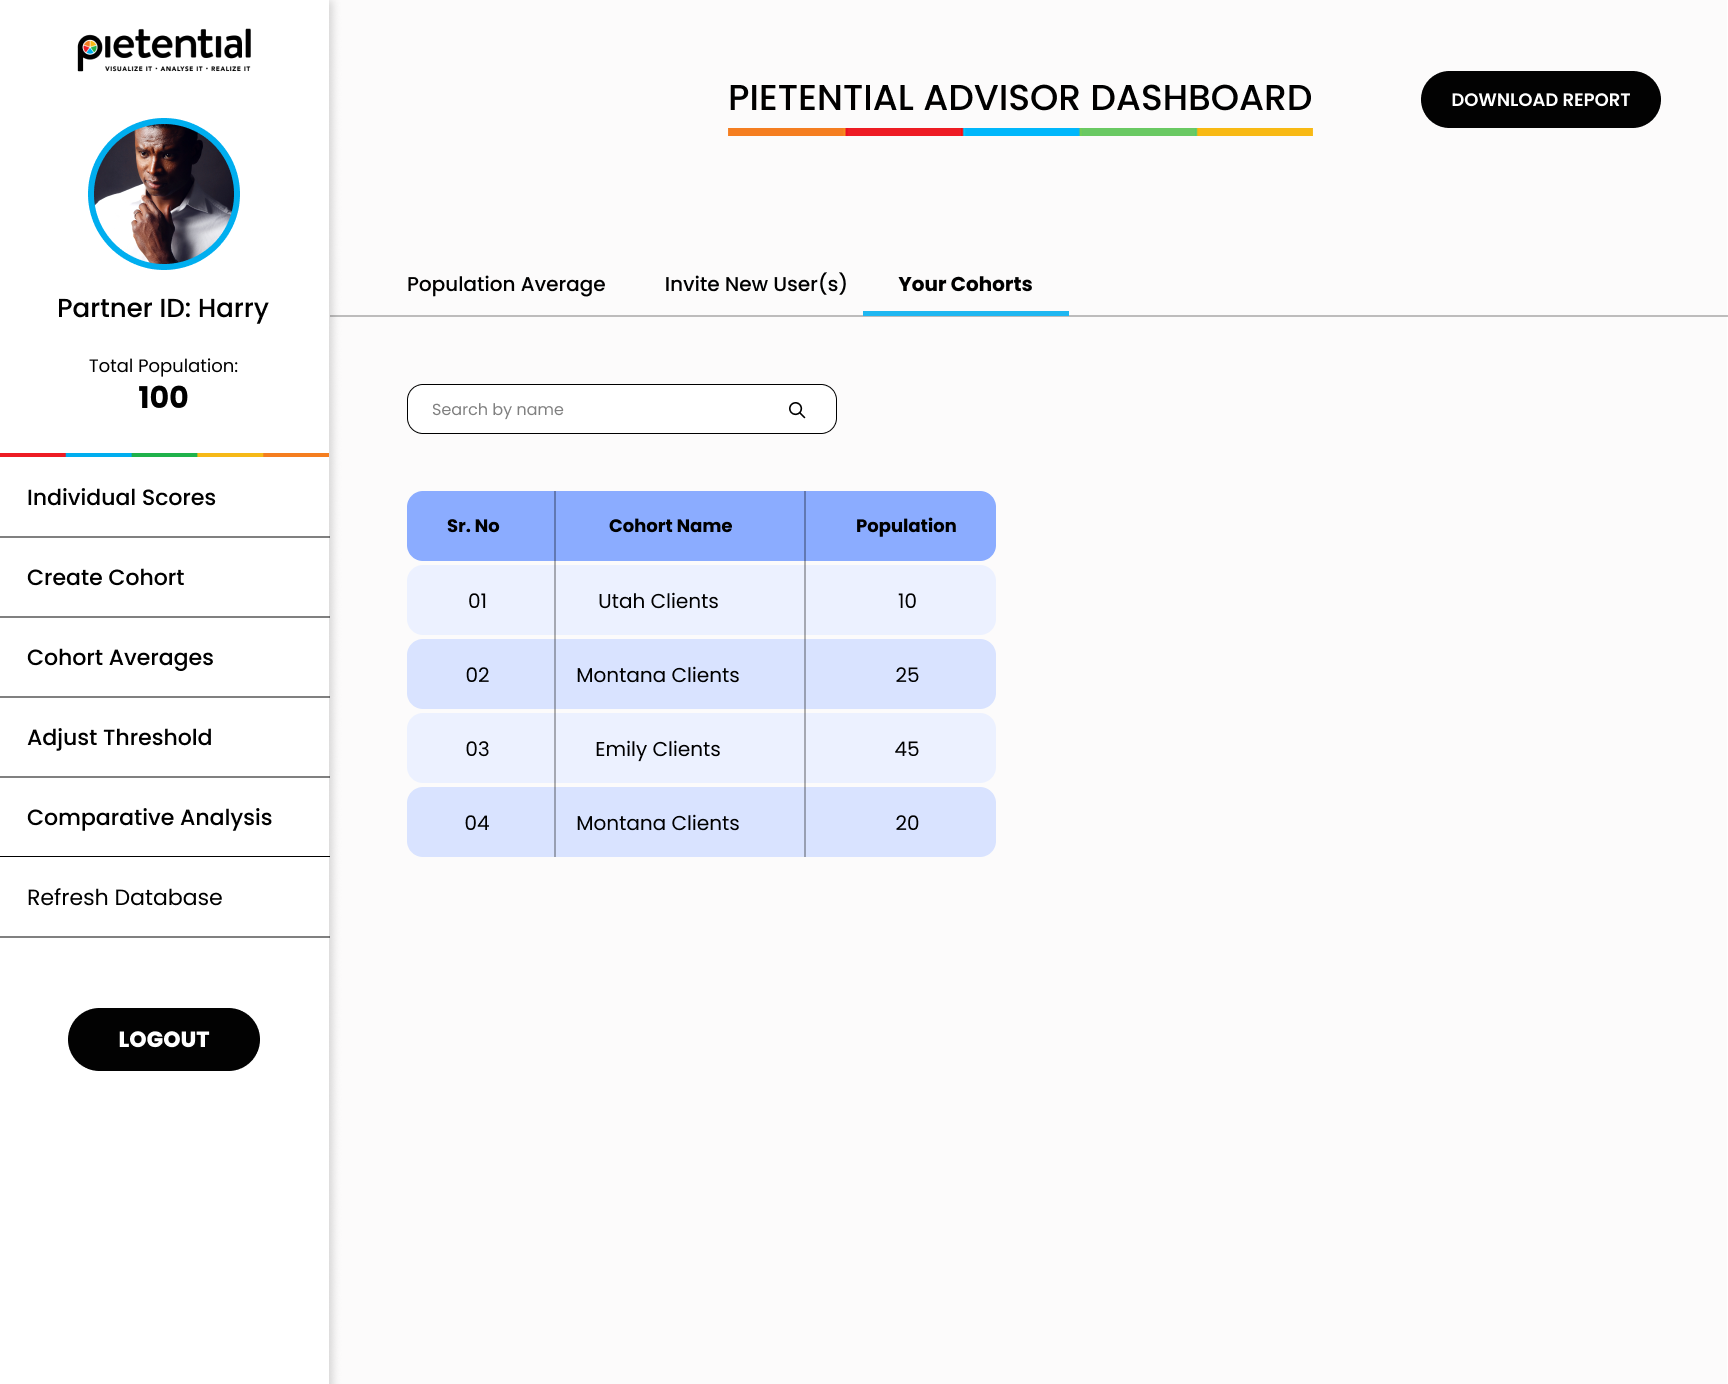 pietential
VISUALIZE IT • ANALYSE IT • REALIZE IT
Partner ID: Harry
Total Population:
100
Individual Scores
Create Cohort
Cohort Averages
Adjust Threshold
Comparative Analysis
Refresh Database
LOGOUT
PIETENTIAL ADVISOR DASHBOARD
DOWNLOAD REPORT
Population Average Invite New User(s) Your Cohorts
Search by name
Sr. No Cohort Name Population
01 Utah Clients 10
02 Montana Clients 25
03 Emily Clients 45
04 Montana Clients 20